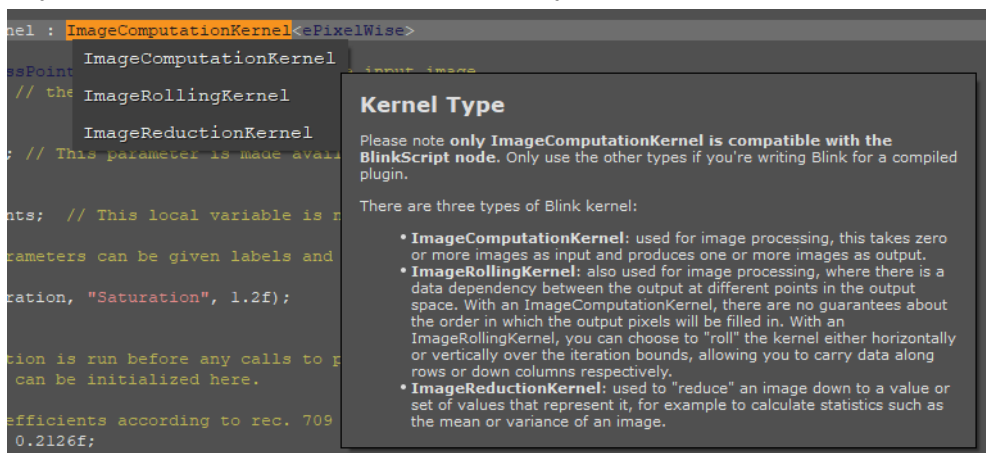 nel : ImageComputationKernel<ePixelWise>
ImageComputationKernel
ssPoint input image
// the ImageRollingKernel
ImageReductionKernel
; // This parameter is made avail
nts; // This local variable is n
rameters can be given labels and
ration, "Saturation", 1.2f);
tion is run before any calls to p
can be initialized here.
efficients according to rec. 709
0.2126f;
Kernel Type
Please note only ImageComputationKernel is compatible with the
BlinkScript node. Only use the other types if you're writing Blink for a compiled
plugin.
There are three types of Blink kernel:
• ImageComputationKernel: used for image processing, this takes zero
or more images as input and produces one or more images as output.
• ImageRollingKernel: also used for image processing, where there is a
data dependency between the output at different points in the output
space. With an ImageComputationKernel, there are no guarantees about
the order in which the output pixels will be filled in. With an
ImageRollingKernel, you can choose to "roll" the kernel either horizontally
or vertically over the iteration bounds, allowing you to carry data along
rows or down columns respectively.
• ImageReductionKernel: used to "reduce" an image down to a value or
set of values that represent it, for example to calculate statistics such as
the mean or variance of an image.